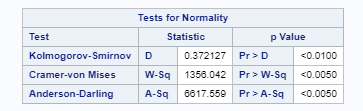 Tests for Normality
Test Statistic p Value
Kolmogorov-Smirnov D 0.372127 Pr > D <0.0100
Cramer-von Mises W-Sq 1356.042 Pr > W-Sq <0.0050
Anderson-Darling A-Sq 6617.559 Pr > A-Sq <0.0050